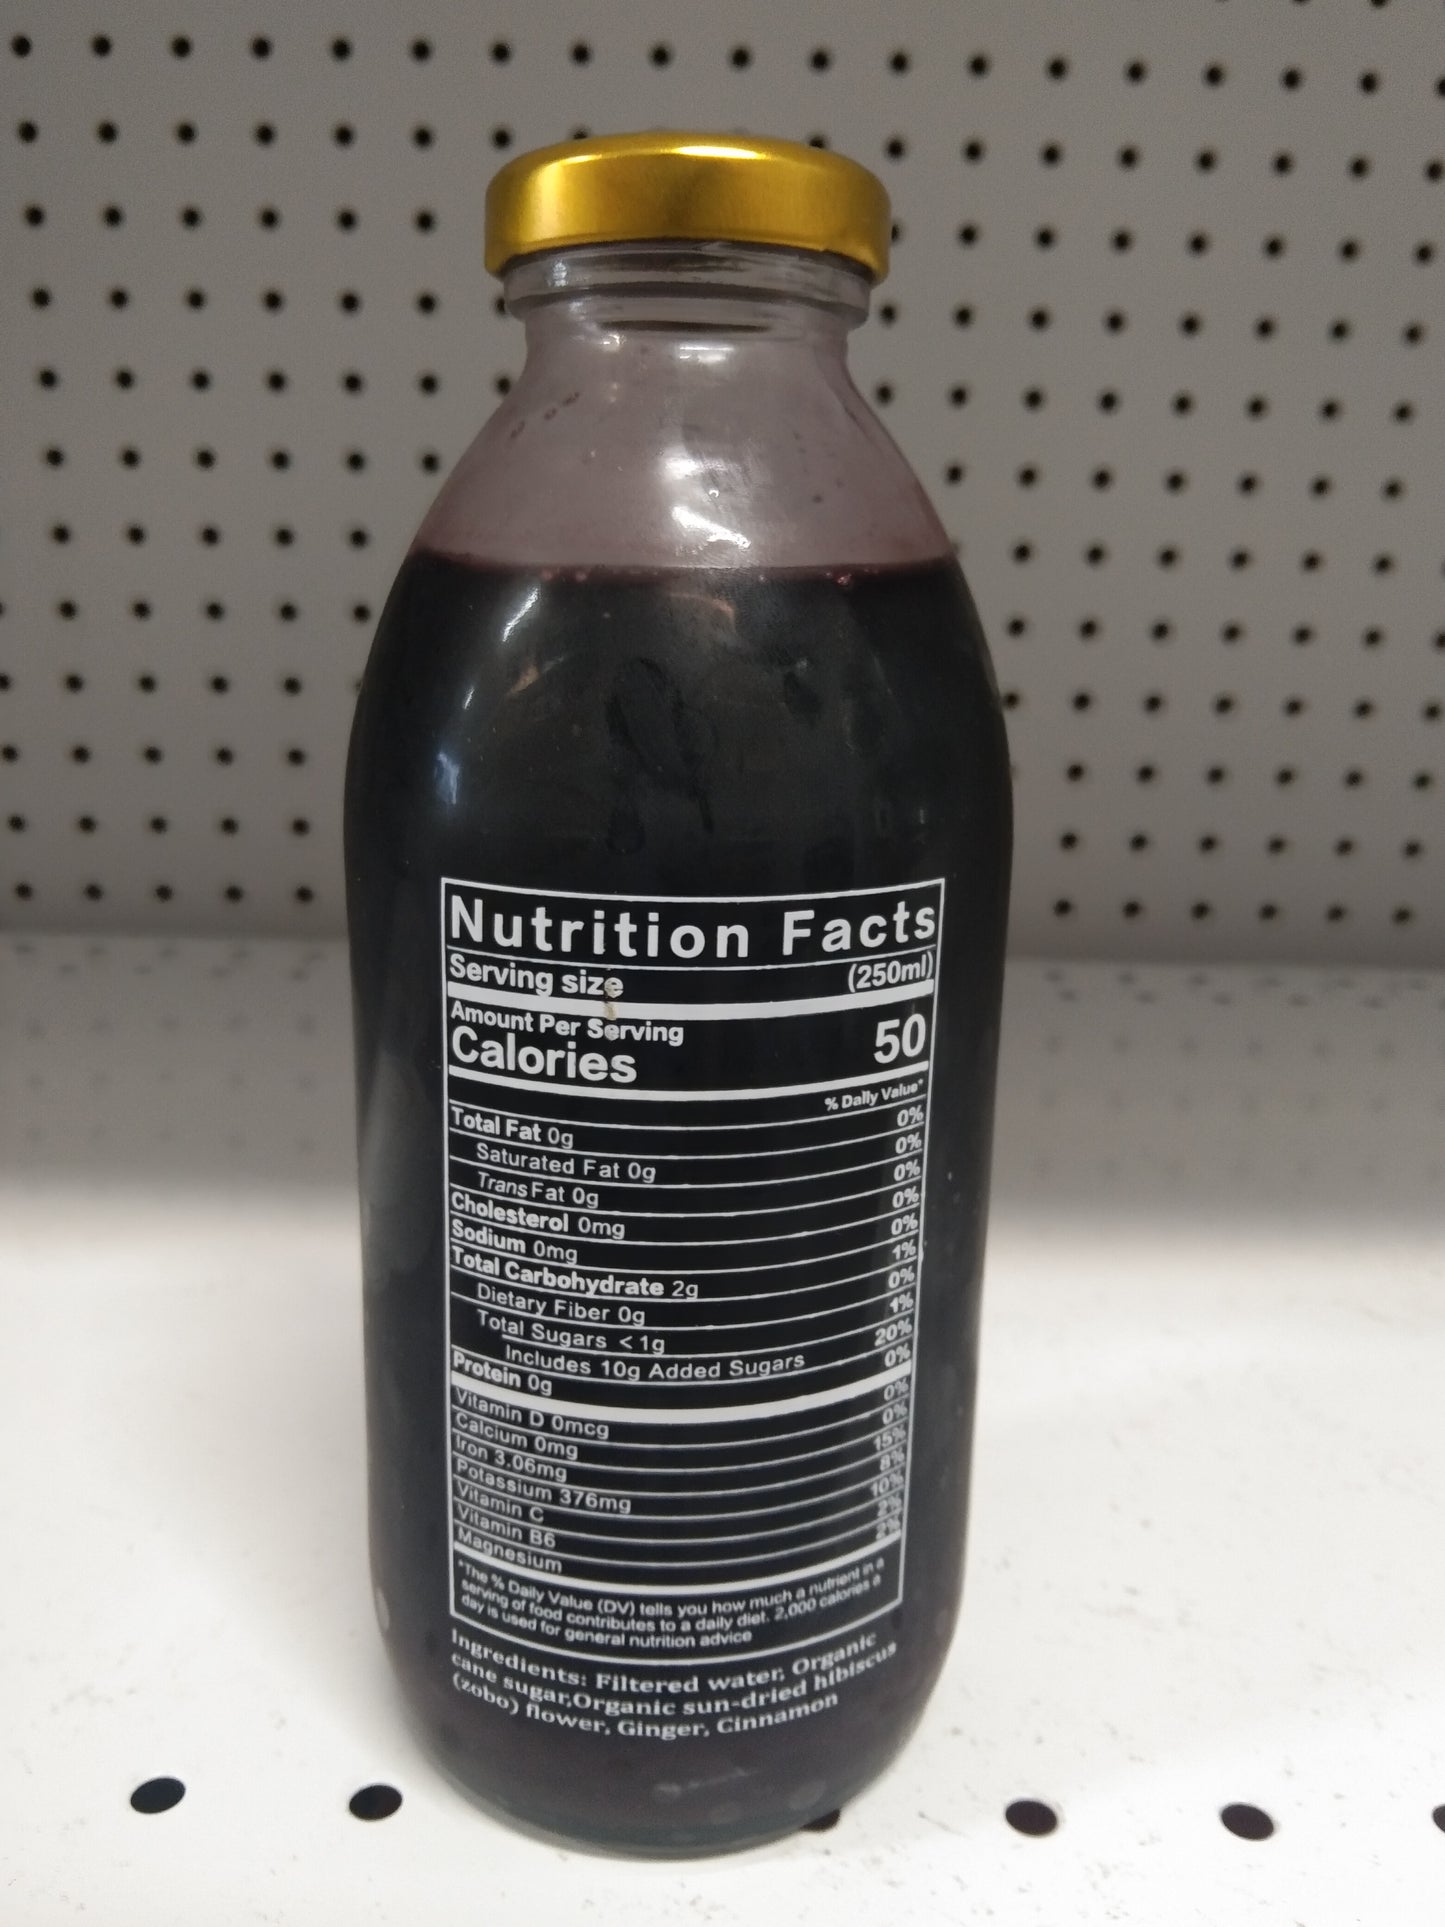 Nutrition Facts
Serving size (250ml)
Amount Per Serving
Calories 50
% Daily Value*
Total Fat 0g 0%
Saturated Fat 0g 0%
Trans Fat 0g 0%
Cholesterol 0mg 0%
Sodium 0mg 0%
Total Carbohydrate 2g 1%
Dietary Fiber 0g 0%
Total Sugars <1g 1%
Includes 10g Added Sugars 20%
Protein 0g 0%
Vitamin D 0mcg 0%
Calcium 0mg 0%
Iron 3.06mg 15%
Potassium 376mg 8%
Vitamin C 10%
Vitamin B6 2%
Magnesium 2%
*The % Daily Value (DV) tells you how much a nutrient in a
serving of food contributes to a daily diet. 2,000 calories a
day is used for general nutrition advice
Ingredients: Filtered water, Organic
cane sugar,Organic sun-dried hibiscus
(zobo) flower, Ginger, Cinnamon